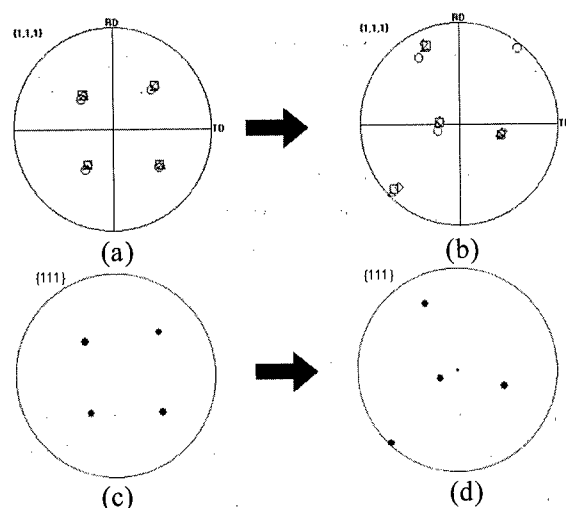 {1,1,1}
RD
TD
(a)
{1,1,1}
RD
TD
(b)
{111}
(c)
{111}
(d)